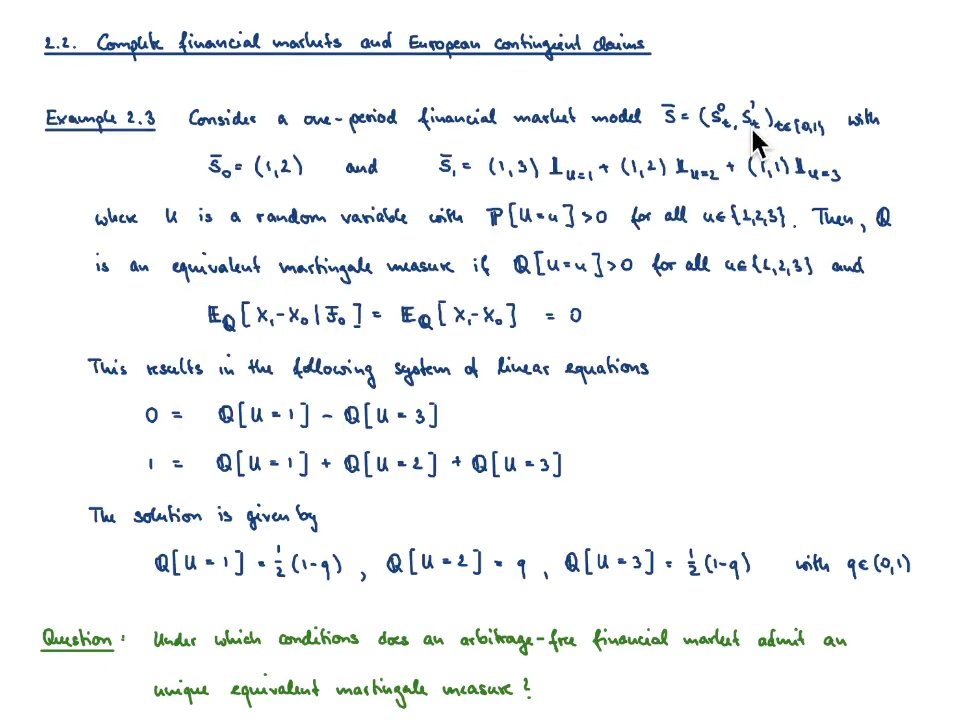 2.2. Complete financial markets and European contingient claims
Example 2.3 Consider a one-period financial market model S̄ = (S⁰ₜ, S¹ₜ)ₜ∈{0,1} with
S̄₀ = (1,2) and S̄₁ = (1,3) 𝟙_{U=1} + (1,2) 𝟙_{U=2} + (1,1) 𝟙_{U=3}
where U is a random variable with ℙ[U=u] > 0 for all u∈{1,2,3}. Then, ℚ
is an equivalent martingale measure if ℚ[U=u] > 0 for all u∈{1,2,3} and
𝔼_ℚ[X₁-X₀|ℱ₀] = 𝔼_ℚ[X₁-X₀] = 0
This results in the following system of linear equations
0 = ℚ[U=1] - ℚ[U=3]
1 = ℚ[U=1] + ℚ[U=2] + ℚ[U=3]
The solution is given by
ℚ[U=1] = ½(1-q), ℚ[U=2] = q, ℚ[U=3] = ½(1-q) with q∈(0,1)
Question: Under which conditions does an arbitrage-free financial market admit an
unique equivalent martingale measure?